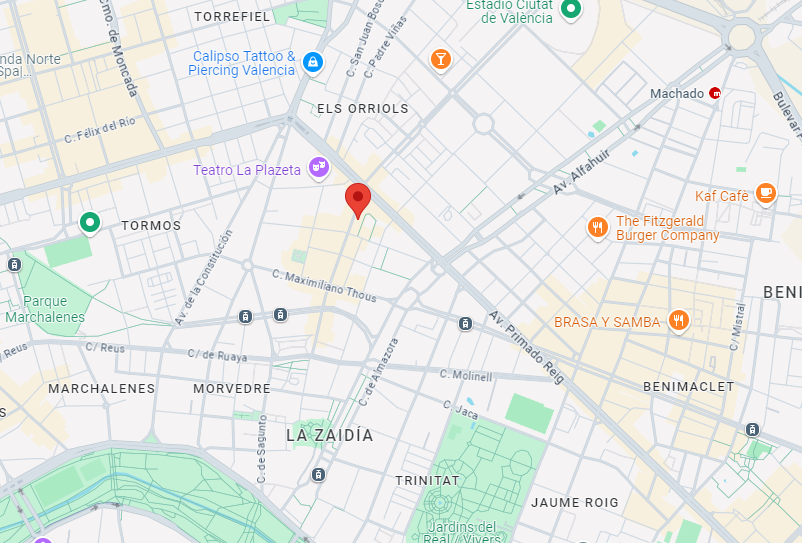 Estadio Ciutat
de València
TORREFIEL
C/mo. de Moncada
C. San Juan Bosco
C. Padre Viñas
nda Norte
Spal...
Calipso Tattoo &
Piercing Valencia
Machado
ELS ORRIOLS
Bulevar
C. Félix del Río
Teatro La Plazeta
Av. Alfahuir
Kaf Cafè
TORMOS
The Fitzgerald
Burger Company
Av. de la Constitución
C. Maximiliano Thous
Parque
Marchalenes
BENI
Av. Primado Reig
BRASA Y SAMBA
C/ Mistral
Reus
C/ Reus
C/ de Ruaya
C. de Almazora
C. Molinell
MARCHALENES
MORVEDRE
BENIMACLET
S
C. Jaca
C. de Sagunto
LA ZAIDÍA
TRINITAT
JAUME ROIG
Jardins del
Real / Vivers